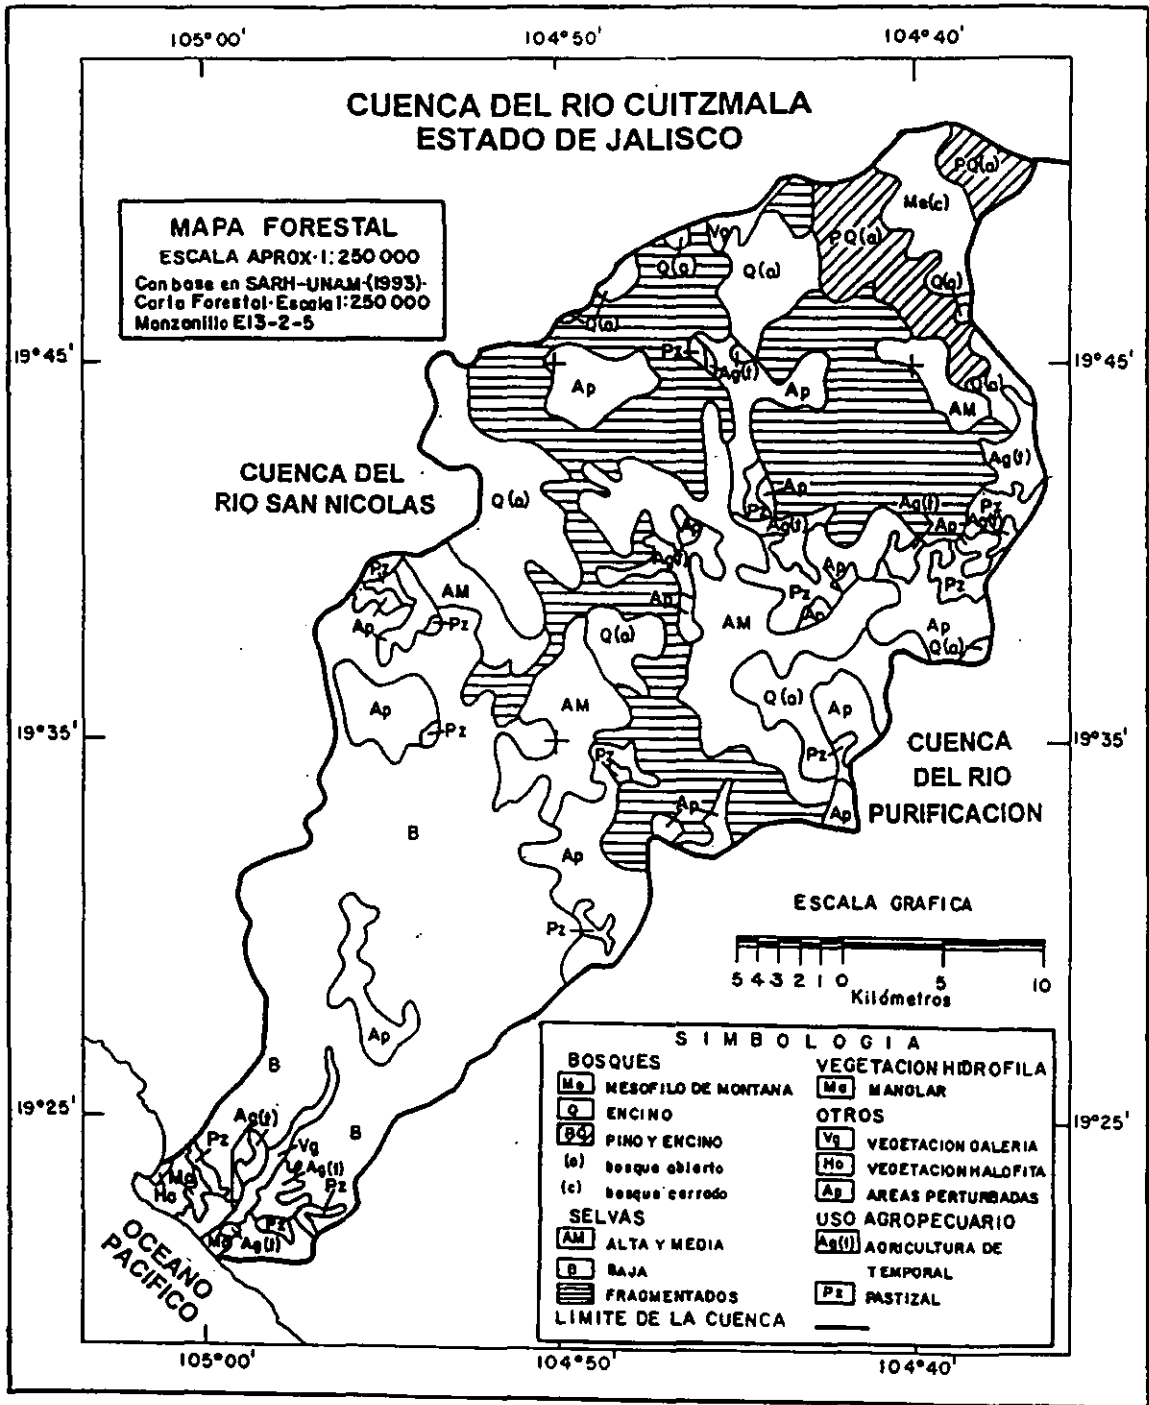 105°00'
104°50'
104°40'
CUENCA DEL RIO CUITZMALA
ESTADO DE JALISCO
MAPA FORESTAL
ESCALA APROX·1:250 000
Con base en SARH-UNAM-(1993)-
Carta Forestal-Escala 1:250 000
Manzanillo E13-2-5
PQ(a)
Me(c)
Vg
PQ(a)
Q(a)
Q(a)
Q(a)
Q(a)
19°45'
19°45'
Pz
Ag(t)
Ap
Ap
Q(a)
AM
CUENCA DEL
RIO SAN NICOLAS
Q(a)
Ag(t)
Ap
Pz
Ag(t)
Ag(t)
Pz
Ap
Ag(t)
Ap
Ag(t)
Pz
AM
Ap
Pz
Ap
Pz
Ap
Pz
Ap
Q(a)
AM
Ap
Q(a)
Ap
AM
Q(a)
Ap
19°35'
Pz
Pz
Pz
CUENCA
DEL RIO
PURIFICACION
19°35'
Ap
Ap
B
Ap
Pz
ESCALA GRAFICA
5 4 3 2 1 0 5 10
Kilómetros
Ap
B
19°25'
19°25'
Ag(t)
Pz
B
Vg
Ma
Ag(t)
Ho
Pz
Pz
Ma
Ag(t)
OCEANO
PACIFICO
SIMBOLOGIA
BOSQUES
Me MESOFILO DE MONTANA
Q ENCINO
BQ PINO Y ENCINO
(a) bosque abierto
(c) bosque cerrado
SELVAS
AM ALTA Y MEDIA
B BAJA
FRAGMENTADOS
LIMITE DE LA CUENCA
VEGETACION HIDROFILA
Ma MANGLAR
OTROS
Vg VEGETACION GALERIA
Ho VEGETACION HALOFITA
Ap AREAS PERTURBADAS
USO AGROPECUARIO
Ag(t) AGRICULTURA DE
TEMPORAL
Pz PASTIZAL
105°00'
104°50'
104°40'